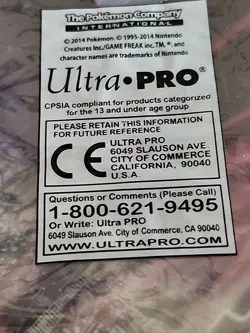 The Pokémon Company
INTERNATIONAL
© 2014 Pokémon. © 1995-2014 Nintendo
Creatures Inc./GAME FREAK inc. TM, ®, and
character names are trademarks of Nintendo
Ultra•PRO®
CPSIA compliant for products categorized
for the 13 and under age group
PLEASE RETAIN THIS INFORMATION
FOR FUTURE REFERENCE
CE
ULTRA PRO
6049 SLAUSON AVE.
CITY OF COMMERCE
CALIFORNIA, 90040
U.S.A
Questions or Comments (Please Call)
1-800-621-9495
Or Write: Ultra PRO
6049 Slauson Ave. City of Commerce, CA 90040
WWW.ULTRAPRO.COM